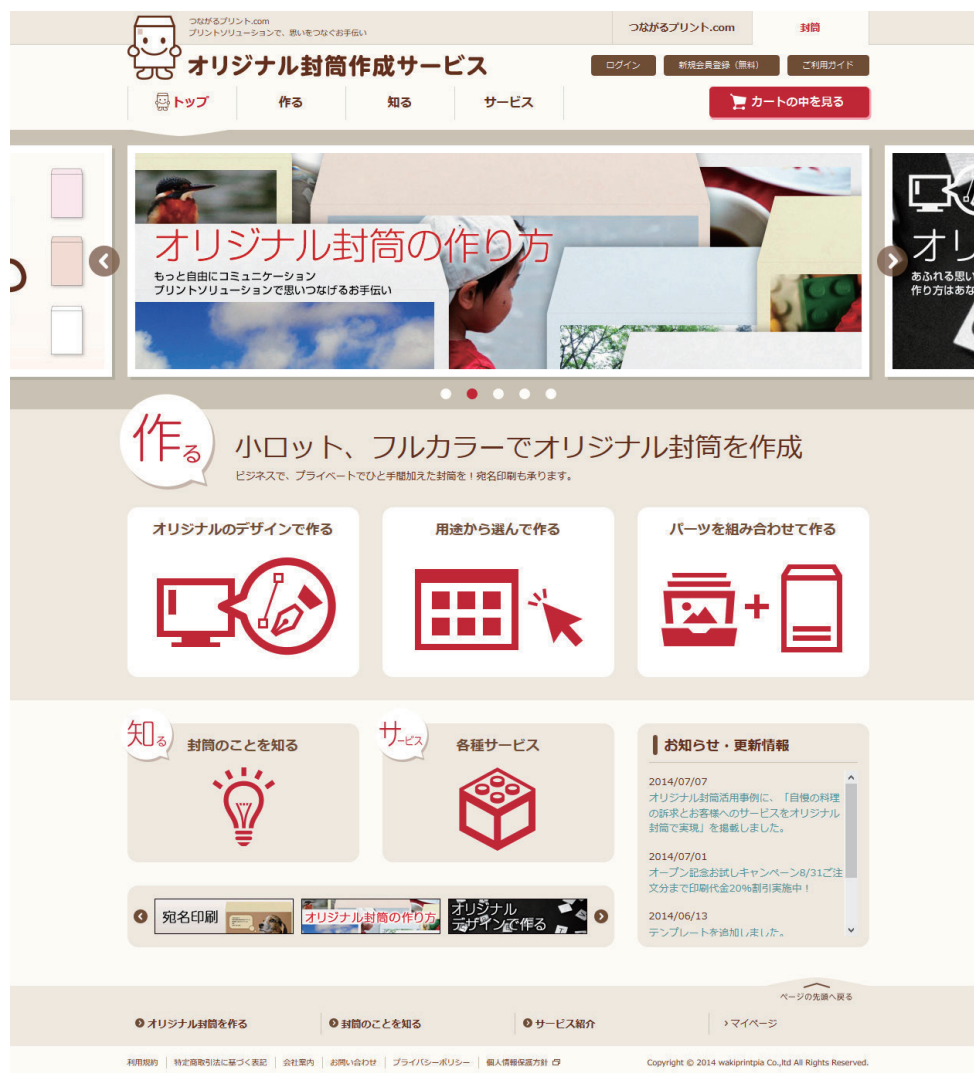 つながるプリント.com
プリントソリューションで、思いをつなぐお手伝い
つながるプリント.com
封筒
オリジナル封筒作成サービス
ログイン
新規会員登録（無料）
ご利用ガイド
トップ
作る
知る
サービス
カートの中を見る
オリジナル封筒の作り方
もっと自由にコミュニケーション
プリントソリューションで思いつなげるお手伝い
オリ
あふれる思い
作り方はあな
作る
小ロット、フルカラーでオリジナル封筒を作成
ビジネスで、プライベートでひと手間加えた封筒を！宛名印刷も承ります。
オリジナルのデザインで作る
用途から選んで作る
パーツを組み合わせて作る
知る
封筒のことを知る
サービス
各種サービス
お知らせ・更新情報
2014/07/07
オリジナル封筒活用事例に、「自慢の料理
の訴求とお客様へのサービスをオリジナル
封筒で実現」を掲載しました。
2014/07/01
オープン記念お試しキャンペーン8/31ご注
文分まで印刷代金20%割引実施中！
2014/06/13
テンプレートを追加しました。
宛名印刷
オリジナル封筒の作り方
オリジナル
デザインで作る
ページの先頭へ戻る
オリジナル封筒を作る
封筒のことを知る
サービス紹介
マイページ
利用規約
特定商取引法に基づく表記
会社案内
お問い合わせ
プライバシーポリシー
個人情報保護方針
Copyright © 2014 wakiprintpia Co.,ltd All Rights Reserved.